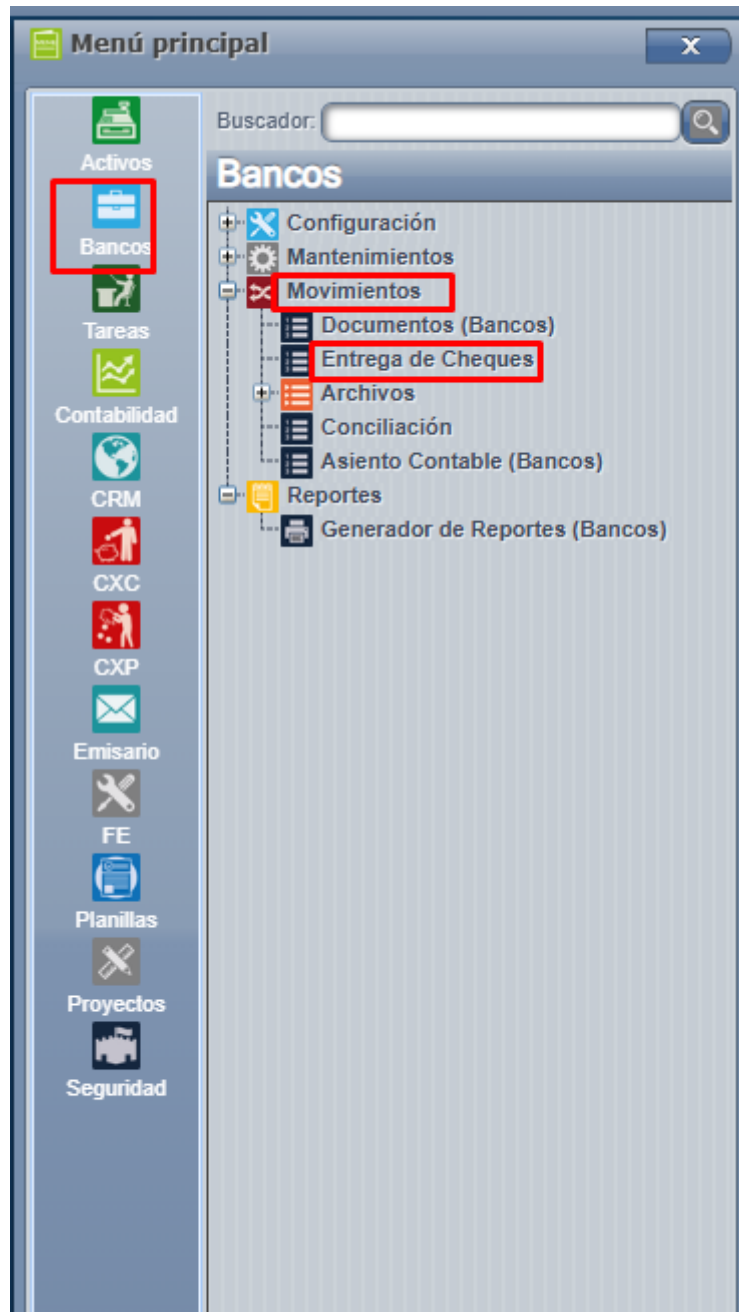 Menú principal
x
Buscador:
Activos
Bancos
Tareas
Contabilidad
CRM
CXC
CXP
Emisario
FE
Planillas
Proyectos
Seguridad
Bancos
Configuración
Mantenimientos
Movimientos
Documentos (Bancos)
Entrega de Cheques
Archivos
Conciliación
Asiento Contable (Bancos)
Reportes
Generador de Reportes (Bancos)